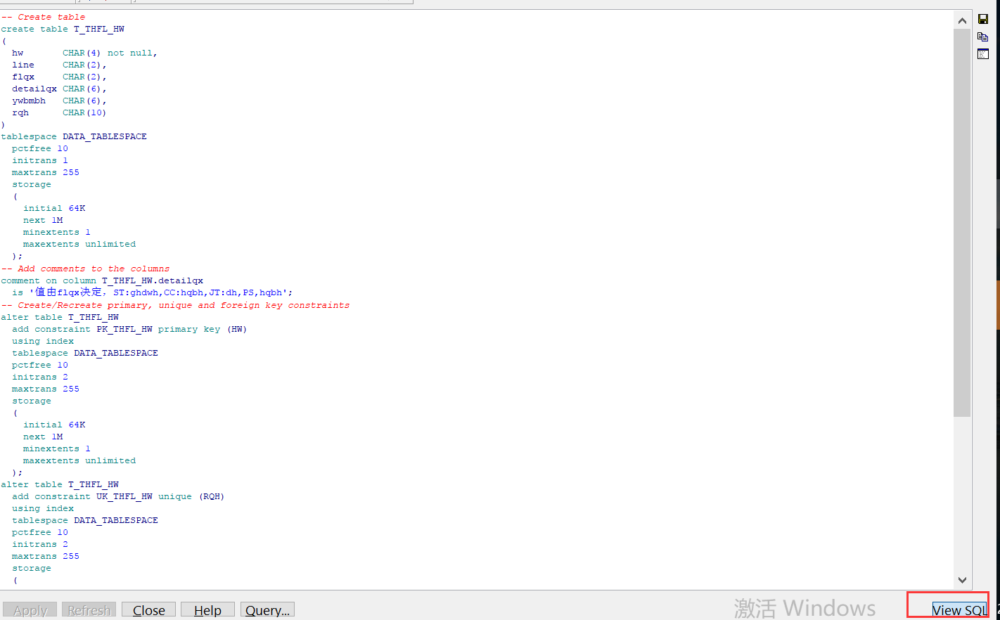 -- Create table
create table T_THFL_HW
(
  hw       CHAR(4) not null,
  line     CHAR(2),
  flqx     CHAR(2),
  detailqx CHAR(6),
  ywbmbh   CHAR(6),
  rqh      CHAR(10)
)
tablespace DATA_TABLESPACE
  pctfree 10
  initrans 1
  maxtrans 255
  storage
  (
    initial 64K
    next 1M
    minextents 1
    maxextents unlimited
  );
-- Add comments to the columns
comment on column T_THFL_HW.detailqx
  is '值由flqx决定，ST:ghdwh,CC:hqbh,JT:dh,PS,hqbh';
-- Create/Recreate primary, unique and foreign key constraints
alter table T_THFL_HW
  add constraint PK_THFL_HW primary key (HW)
  using index
  tablespace DATA_TABLESPACE
  pctfree 10
  initrans 2
  maxtrans 255
  storage
  (
    initial 64K
    next 1M
    minextents 1
    maxextents unlimited
  );
alter table T_THFL_HW
  add constraint UK_THFL_HW unique (RQH)
  using index
  tablespace DATA_TABLESPACE
  pctfree 10
  initrans 2
  maxtrans 255
  storage
  (
Apply Refresh Close Help Query... 激活 Windows View SQL